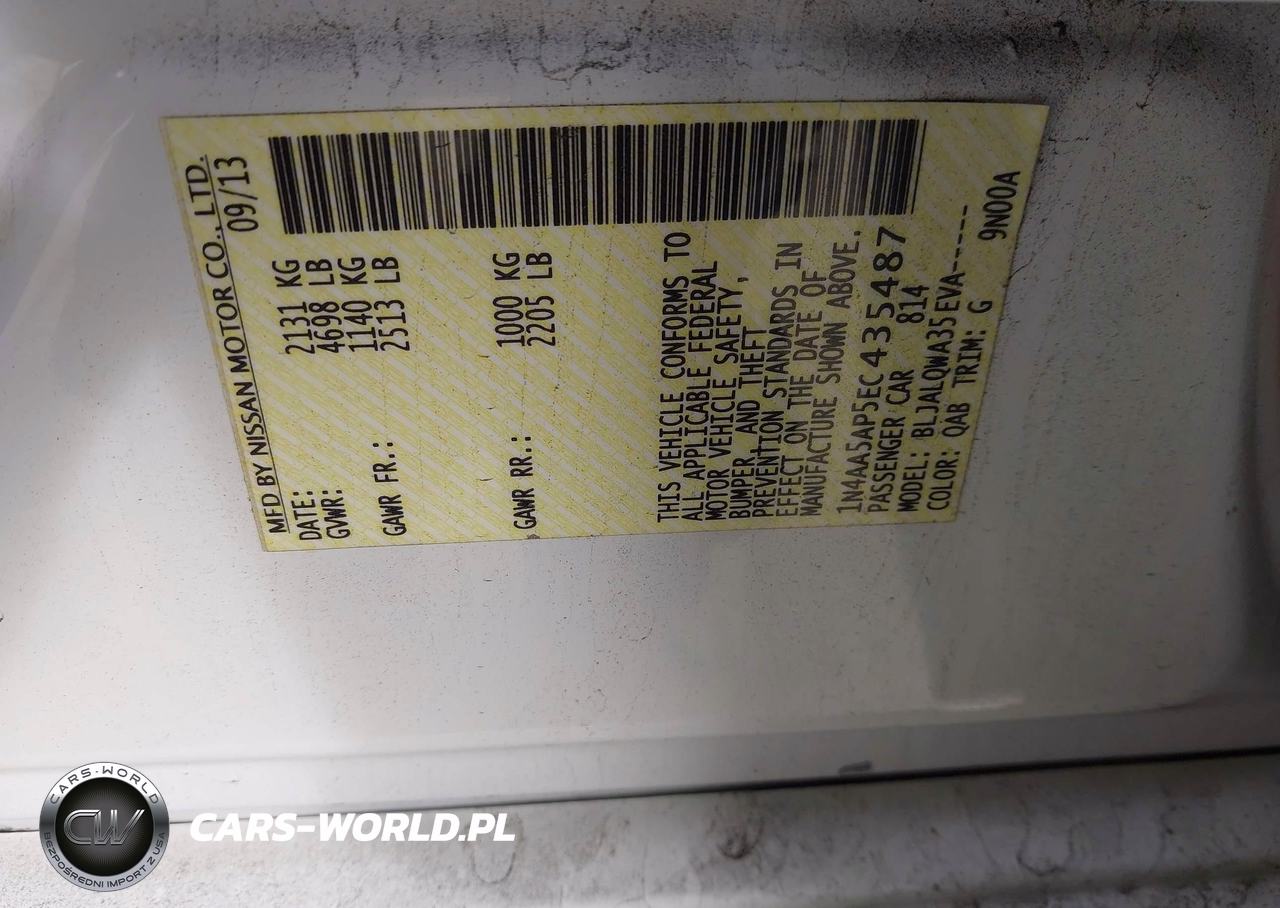 MFD BY NISSAN MOTOR CO., LTD.
DATE: 09/13
GVWR: 2131 KG
4698 LB
GAWR FR.: 1140 KG
2513 LB
GAWR RR.: 1000 KG
2205 LB
THIS VEHICLE CONFORMS TO
ALL APPLICABLE FEDERAL
MOTOR VEHICLE SAFETY,
BUMPER, AND THEFT
PREVENTION STANDARDS IN
EFFECT ON THE DATE OF
MANUFACTURE SHOWN ABOVE.
1N4AA5AP5EC435487
PASSENGER CAR 814
MODEL: BLJALQWA35EVA-----
COLOR: QAB TRIM: G 9N00A
CARS-WORLD
CW
BEZPOŚREDNI IMPORT Z USA
CARS-WORLD.PL